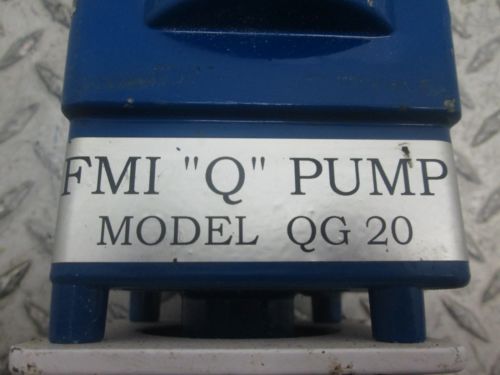 FMI "Q" PUMP
MODEL QG 20